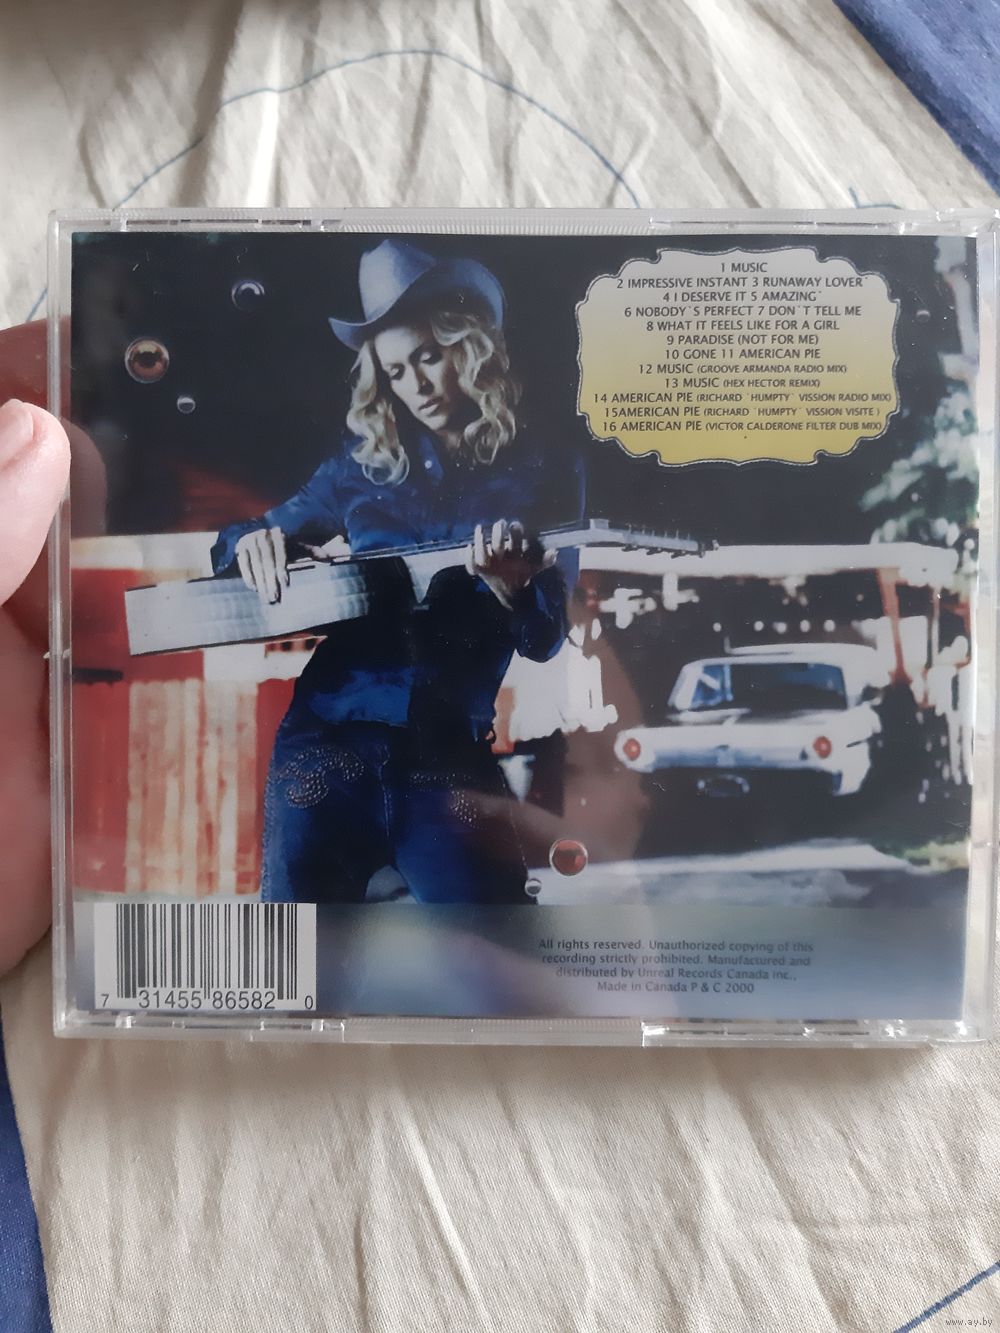 1 MUSIC
2 IMPRESSIVE INSTANT 3 RUNAWAY LOVER
4 I DESERVE IT 5 AMAZING`
6 NOBODY`S PERFECT 7 DON`T TELL ME
8 WHAT IT FEELS LIKE FOR A GIRL
9 PARADISE (NOT FOR ME)
10 GONE 11 AMERICAN PIE
12 MUSIC (GROOVE ARMANDA RADIO MIX)
13 MUSIC (HEX HECTOR REMIX)
14 AMERICAN PIE (RICHARD `HUMPTY` VISSION RADIO MIX)
15AMERICAN PIE (RICHARD `HUMPTY` VISSION VISITE )
16 AMERICAN PIE (VICTOR CALDERONE FILTER DUB MIX)
All rights reserved. Unauthorized copying of this
recording strictly prohibited. Manufactured and
distributed by Unreal Records Canada inc..
Made in Canada P & C 2000
7 31455 86582 0
www.ay.by